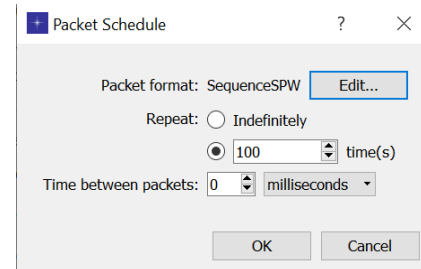 Packet Schedule ?
Packet format: SequenceSPW Edit...
Repeat: Indefinitely
100 time(s)
Time between packets: 0 milliseconds
OK Cancel